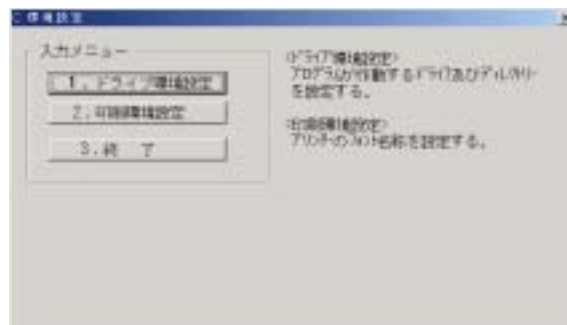 環境設定
入力メニュー
1. ドライブ環境設定
2. 印刷環境設定
3. 終 了
<ドライブ環境設定>
プログラムが作動するドライブ及びディレクトリー
を設定する。
<印刷環境設定>
プリンターのフォント名称を設定する。